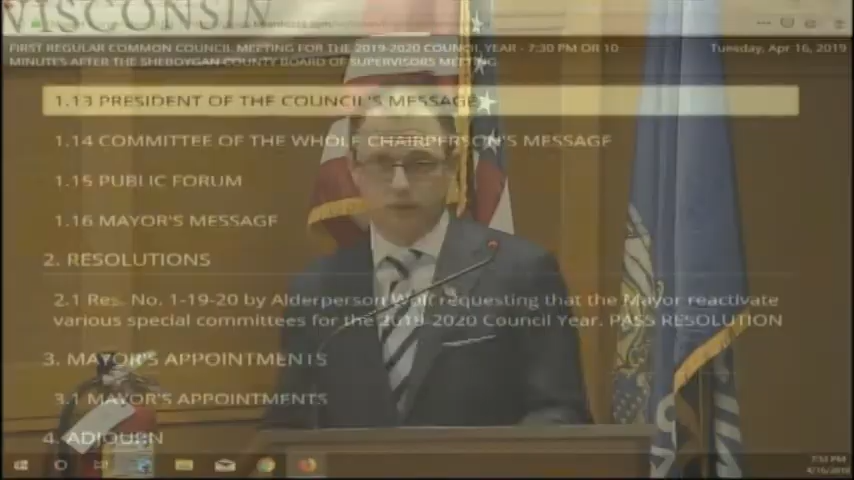 VISCONSIN
FIRST REGULAR COMMON COUNCIL MEETING FOR THE 2019-2020 COUNCIL YEAR - 7:30 PM OR 10
MINUTES AFTER THE SHEBOYGAN COUNTY BOARD OF SUPERVISORS MEETING
Tuesday, Apr 16, 2019
1.13 PRESIDENT OF THE COUNCIL'S MESSAGE
1.14 COMMITTEE OF THE WHOLE CHAIRPERSON'S MESSAGE
1.15 PUBLIC FORUM
1.16 MAYOR'S MESSAGE
2. RESOLUTIONS
2.1 Res. No. 1-19-20 by Alderperson Wolf requesting that the Mayor reactivate
various special committees for the 2019-2020 Council Year. PASS RESOLUTION
3. MAYOR'S APPOINTMENTS
3.1 MAYOR'S APPOINTMENTS
4. ADJOURN
4/16/2019